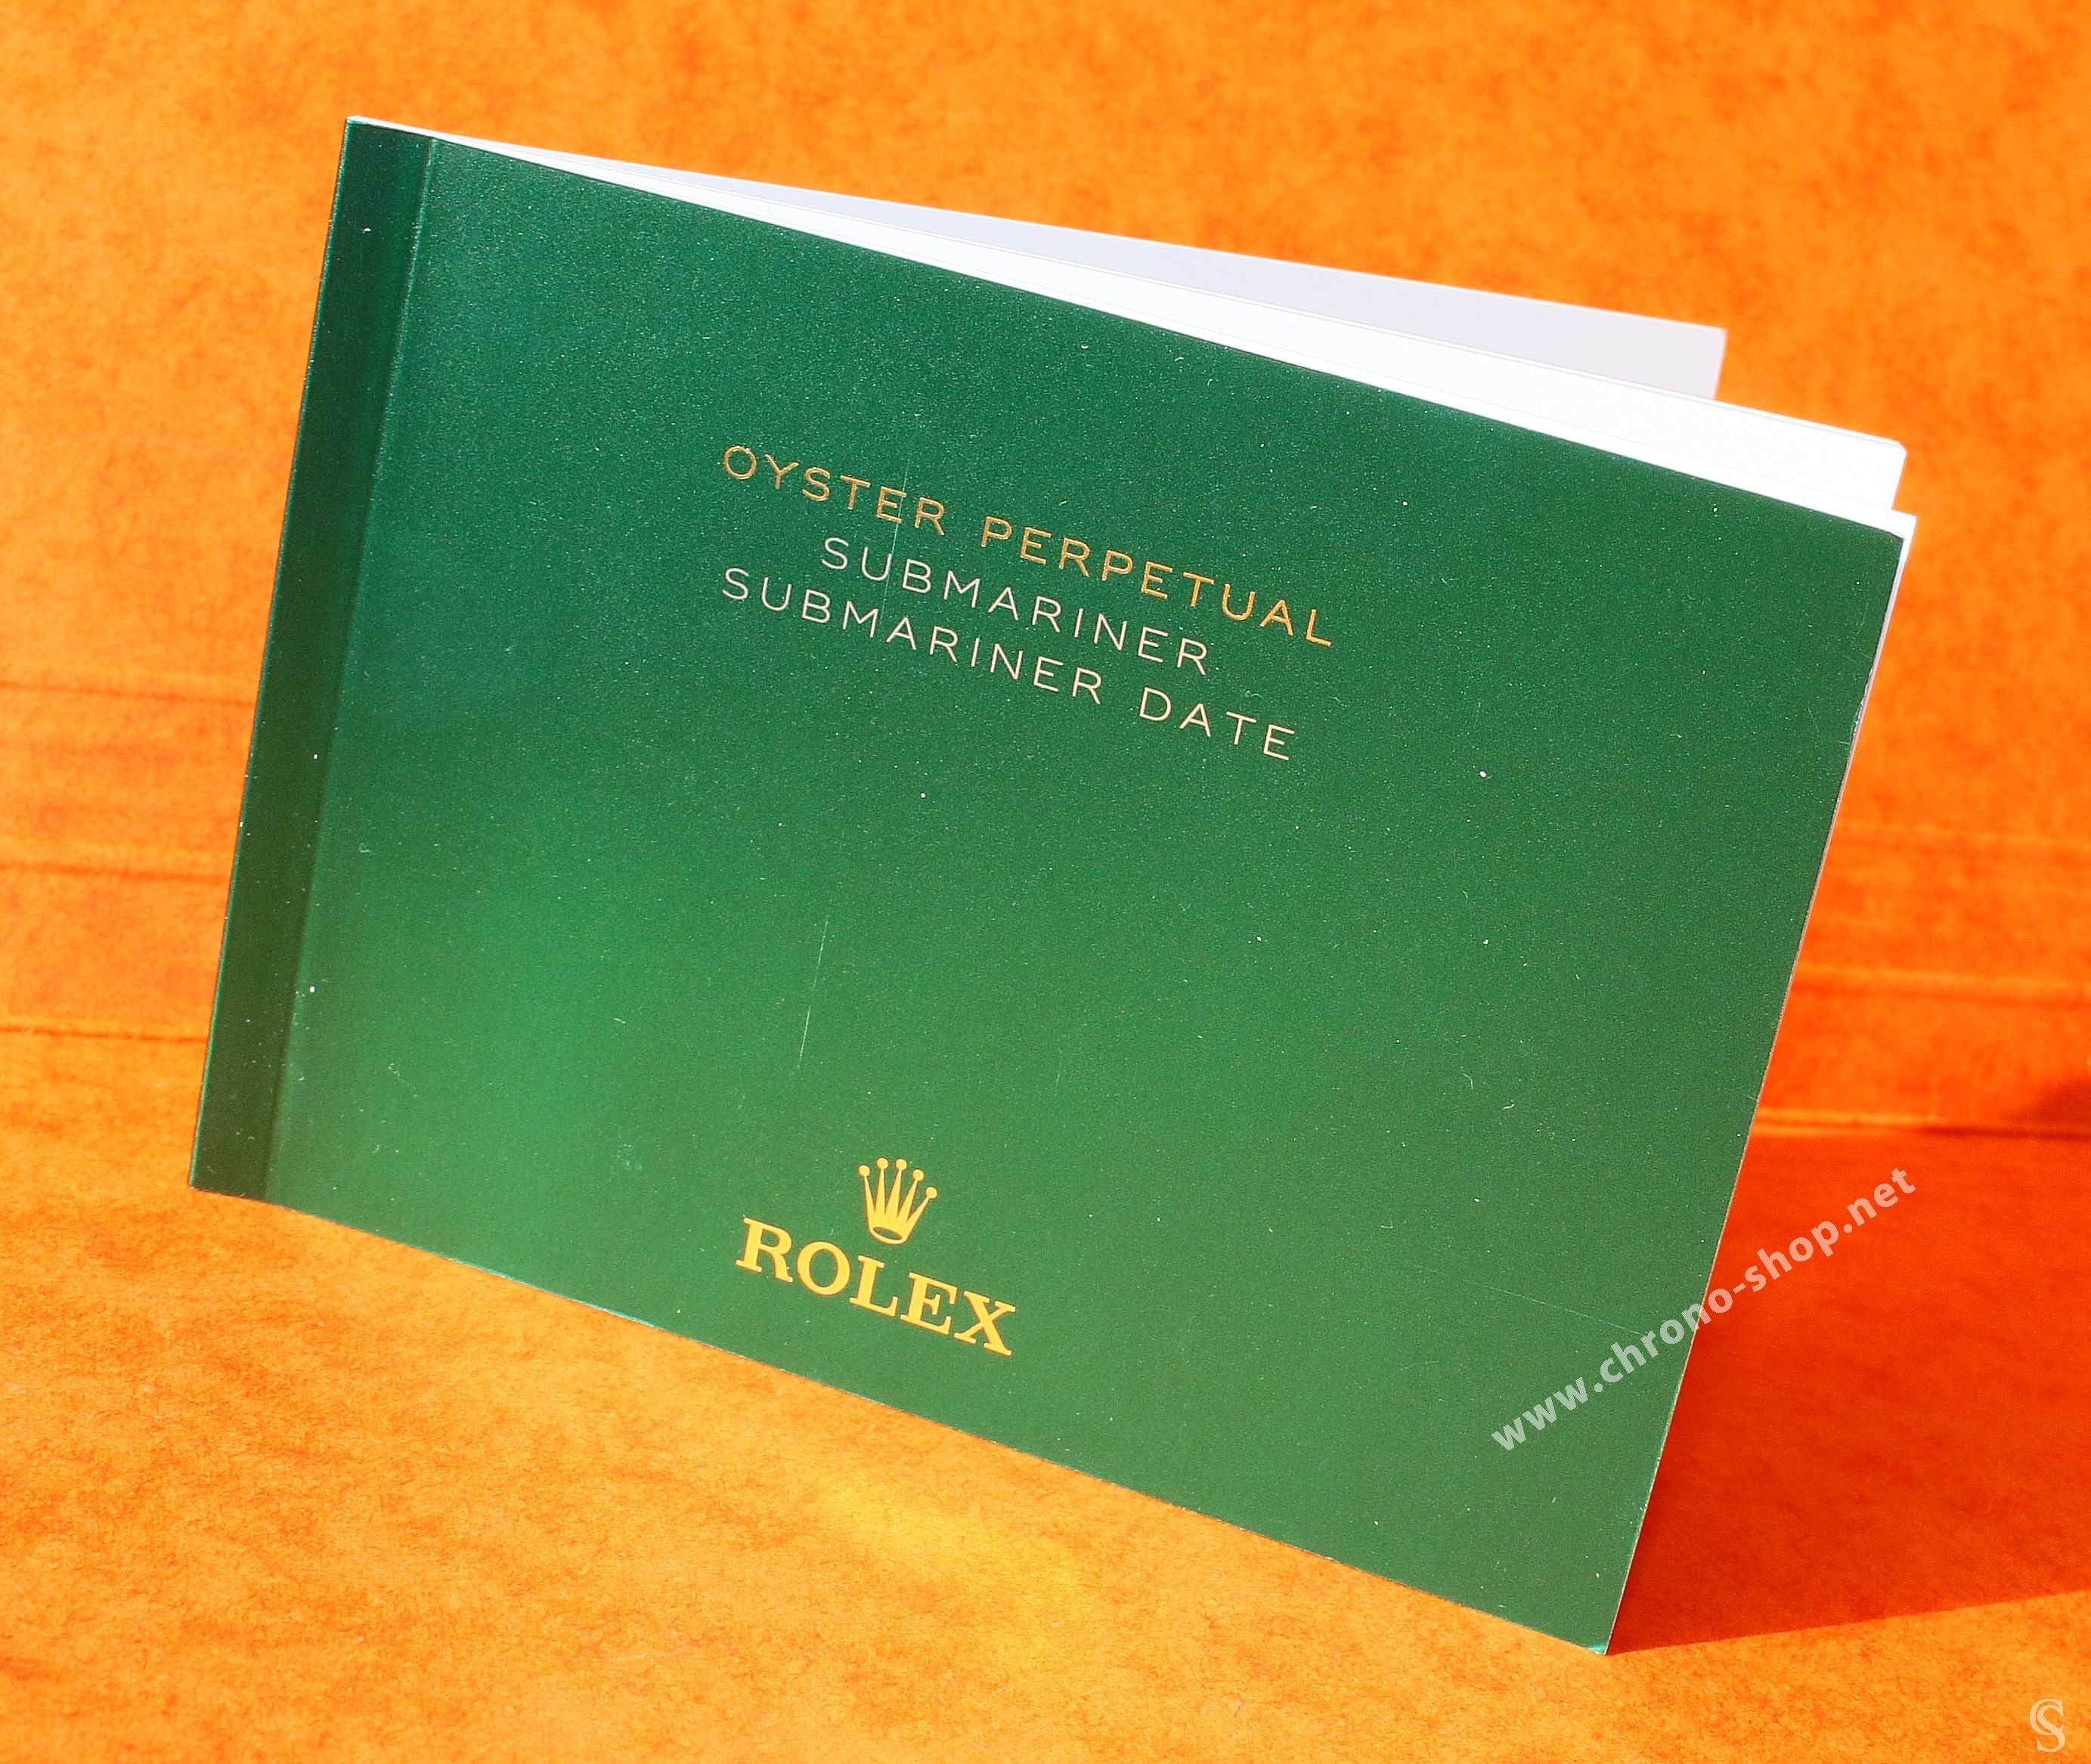 OYSTER PERPETUAL
SUBMARINER
SUBMARINER DATE
ROLEX
www.chrono-shop.net
S